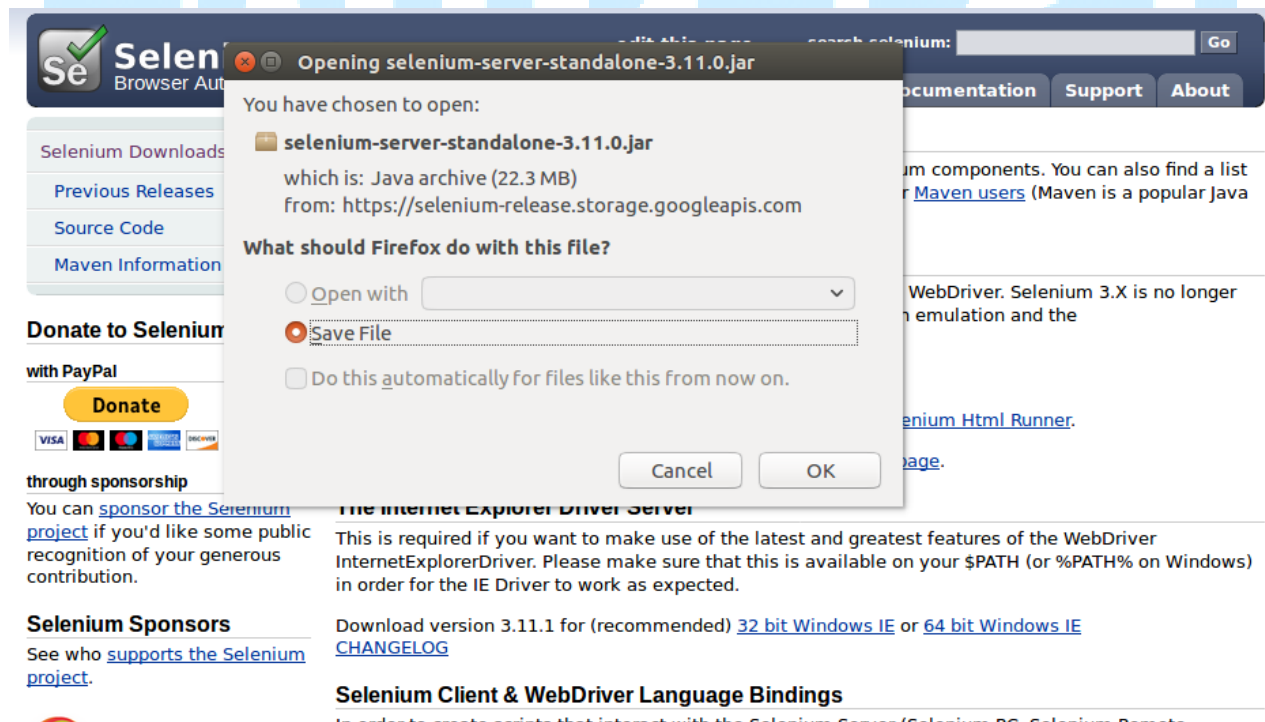 Selen
Browser Aut
search selenium:
Go
Support
About
Opening selenium-server-standalone-3.11.0.jar
You have chosen to open:
selenium-server-standalone-3.11.0.jar
which is: Java archive (22.3 MB)
from: https://selenium-release.storage.googleapis.com
What should Firefox do with this file?
Open with
Save File
Do this automatically for files like this from now on.
Cancel
OK
Selenium Downloads
Previous Releases
Source Code
Maven Information
Donate to Selenium
with PayPal
Donate
VISA
through sponsorship
You can sponsor the Selenium
project if you'd like some public
recognition of your generous
contribution.
Selenium Sponsors
See who supports the Selenium
project.
components. You can also find a list
Maven users (Maven is a popular Java
WebDriver. Selenium 3.X is no longer
emulation and the
enium Html Runner.
page.
The Internet Explorer Driver Server
This is required if you want to make use of the latest and greatest features of the WebDriver
InternetExplorerDriver. Please make sure that this is available on your $PATH (or %PATH% on Windows)
in order for the IE Driver to work as expected.
Download version 3.11.1 for (recommended) 32 bit Windows IE or 64 bit Windows IE
CHANGELOG
Selenium Client & WebDriver Language Bindings